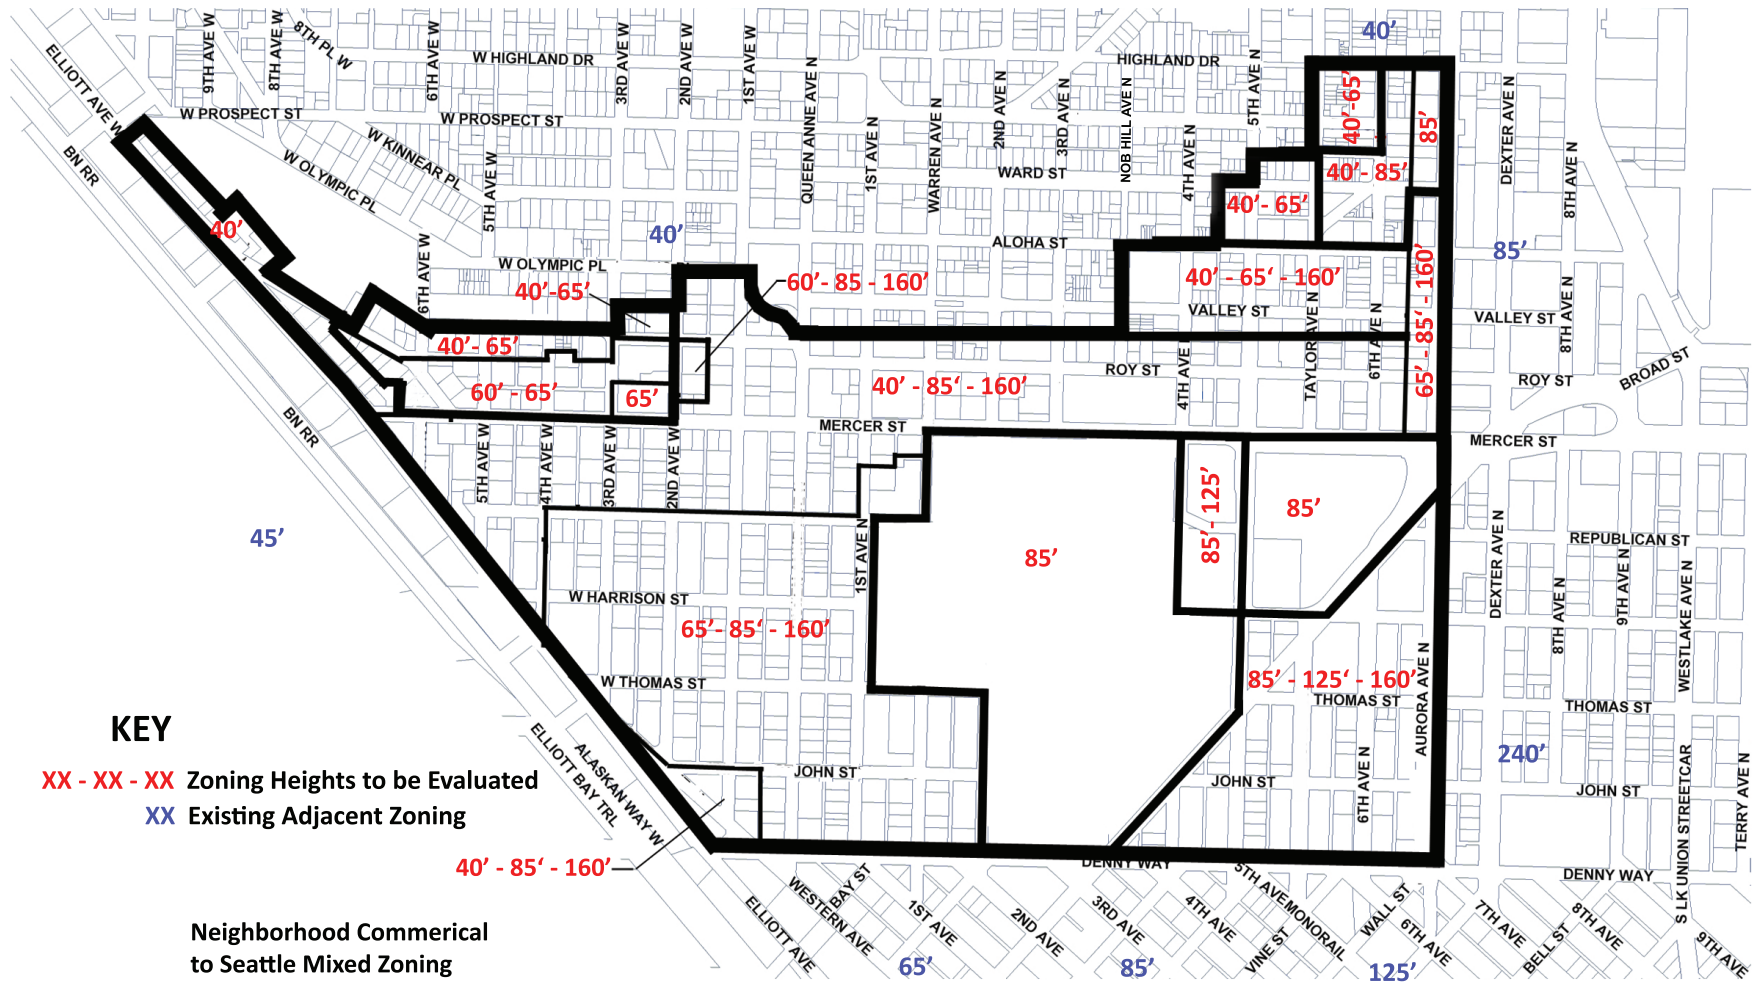 40’
9TH AVE W
8TH AVE W
8TH PL W
6TH AVE W
W HIGHLAND DR
3RD AVE W
2ND AVE W
1ST AVE W
QUEEN ANNE AVE N
1ST AVE N
WARREN AVE N
2ND AVE N
3RD AVE N
HIGHLAND DR
NOB HILL AVE N
4TH AVE N
5TH AVE N
40’-65’
85’
DEXTER AVE N
8TH AVE N
ELLIOTT AVE W
W PROSPECT ST
W PROSPECT ST
W KINNEAR PL
W OLYMPIC PL
BN RR
5TH AVE W
WARD ST
40’- 85’
40’- 65’
40’
40’
ALOHA ST
85’
6TH AVE W
W OLYMPIC PL
40’-65’
60’- 85 - 160’
40’ - 65‘ - 160’
65’ - 85‘ - 160’
VALLEY ST
VALLEY ST
8TH AVE N
TAYLOR AVE N
6TH AVE N
4TH AVE N
40’- 65’
60’ - 65’
65’
40’ - 85‘ - 160’
ROY ST
ROY ST
BROAD ST
BN RR
MERCER ST
MERCER ST
5TH AVE W
4TH AVE W
3RD AVE W
2ND AVE W
1ST AVE N
85’- 125’
85’
45’
85’
DEXTER AVE N
REPUBLICAN ST
8TH AVE N
9TH AVE N
WESTLAKE AVE N
W HARRISON ST
65’- 85‘ - 160’
W THOMAS ST
85’ - 125‘ - 160’
THOMAS ST
AURORA AVE N
THOMAS ST
KEY
XX - XX - XX Zoning Heights to be Evaluated
XX Existing Adjacent Zoning
ELLIOTT BAY TRL
ALASKAN WAY W
JOHN ST
JOHN ST
6TH AVE N
240’
JOHN ST
S LK UNION STREETCAR
TERRY AVE N
40’ - 85‘ - 160’
DENNY WAY
DENNY WAY
Neighborhood Commerical
to Seattle Mixed Zoning
ELLIOTT AVE
WESTERN AVE
BAY ST
1ST AVE
2ND AVE
3RD AVE
4TH AVE
5TH AVE
MONORAIL
VINE ST
WALL ST
6TH AVE
7TH AVE
BELL ST
8TH AVE
9TH AVE
65’
85’
125’